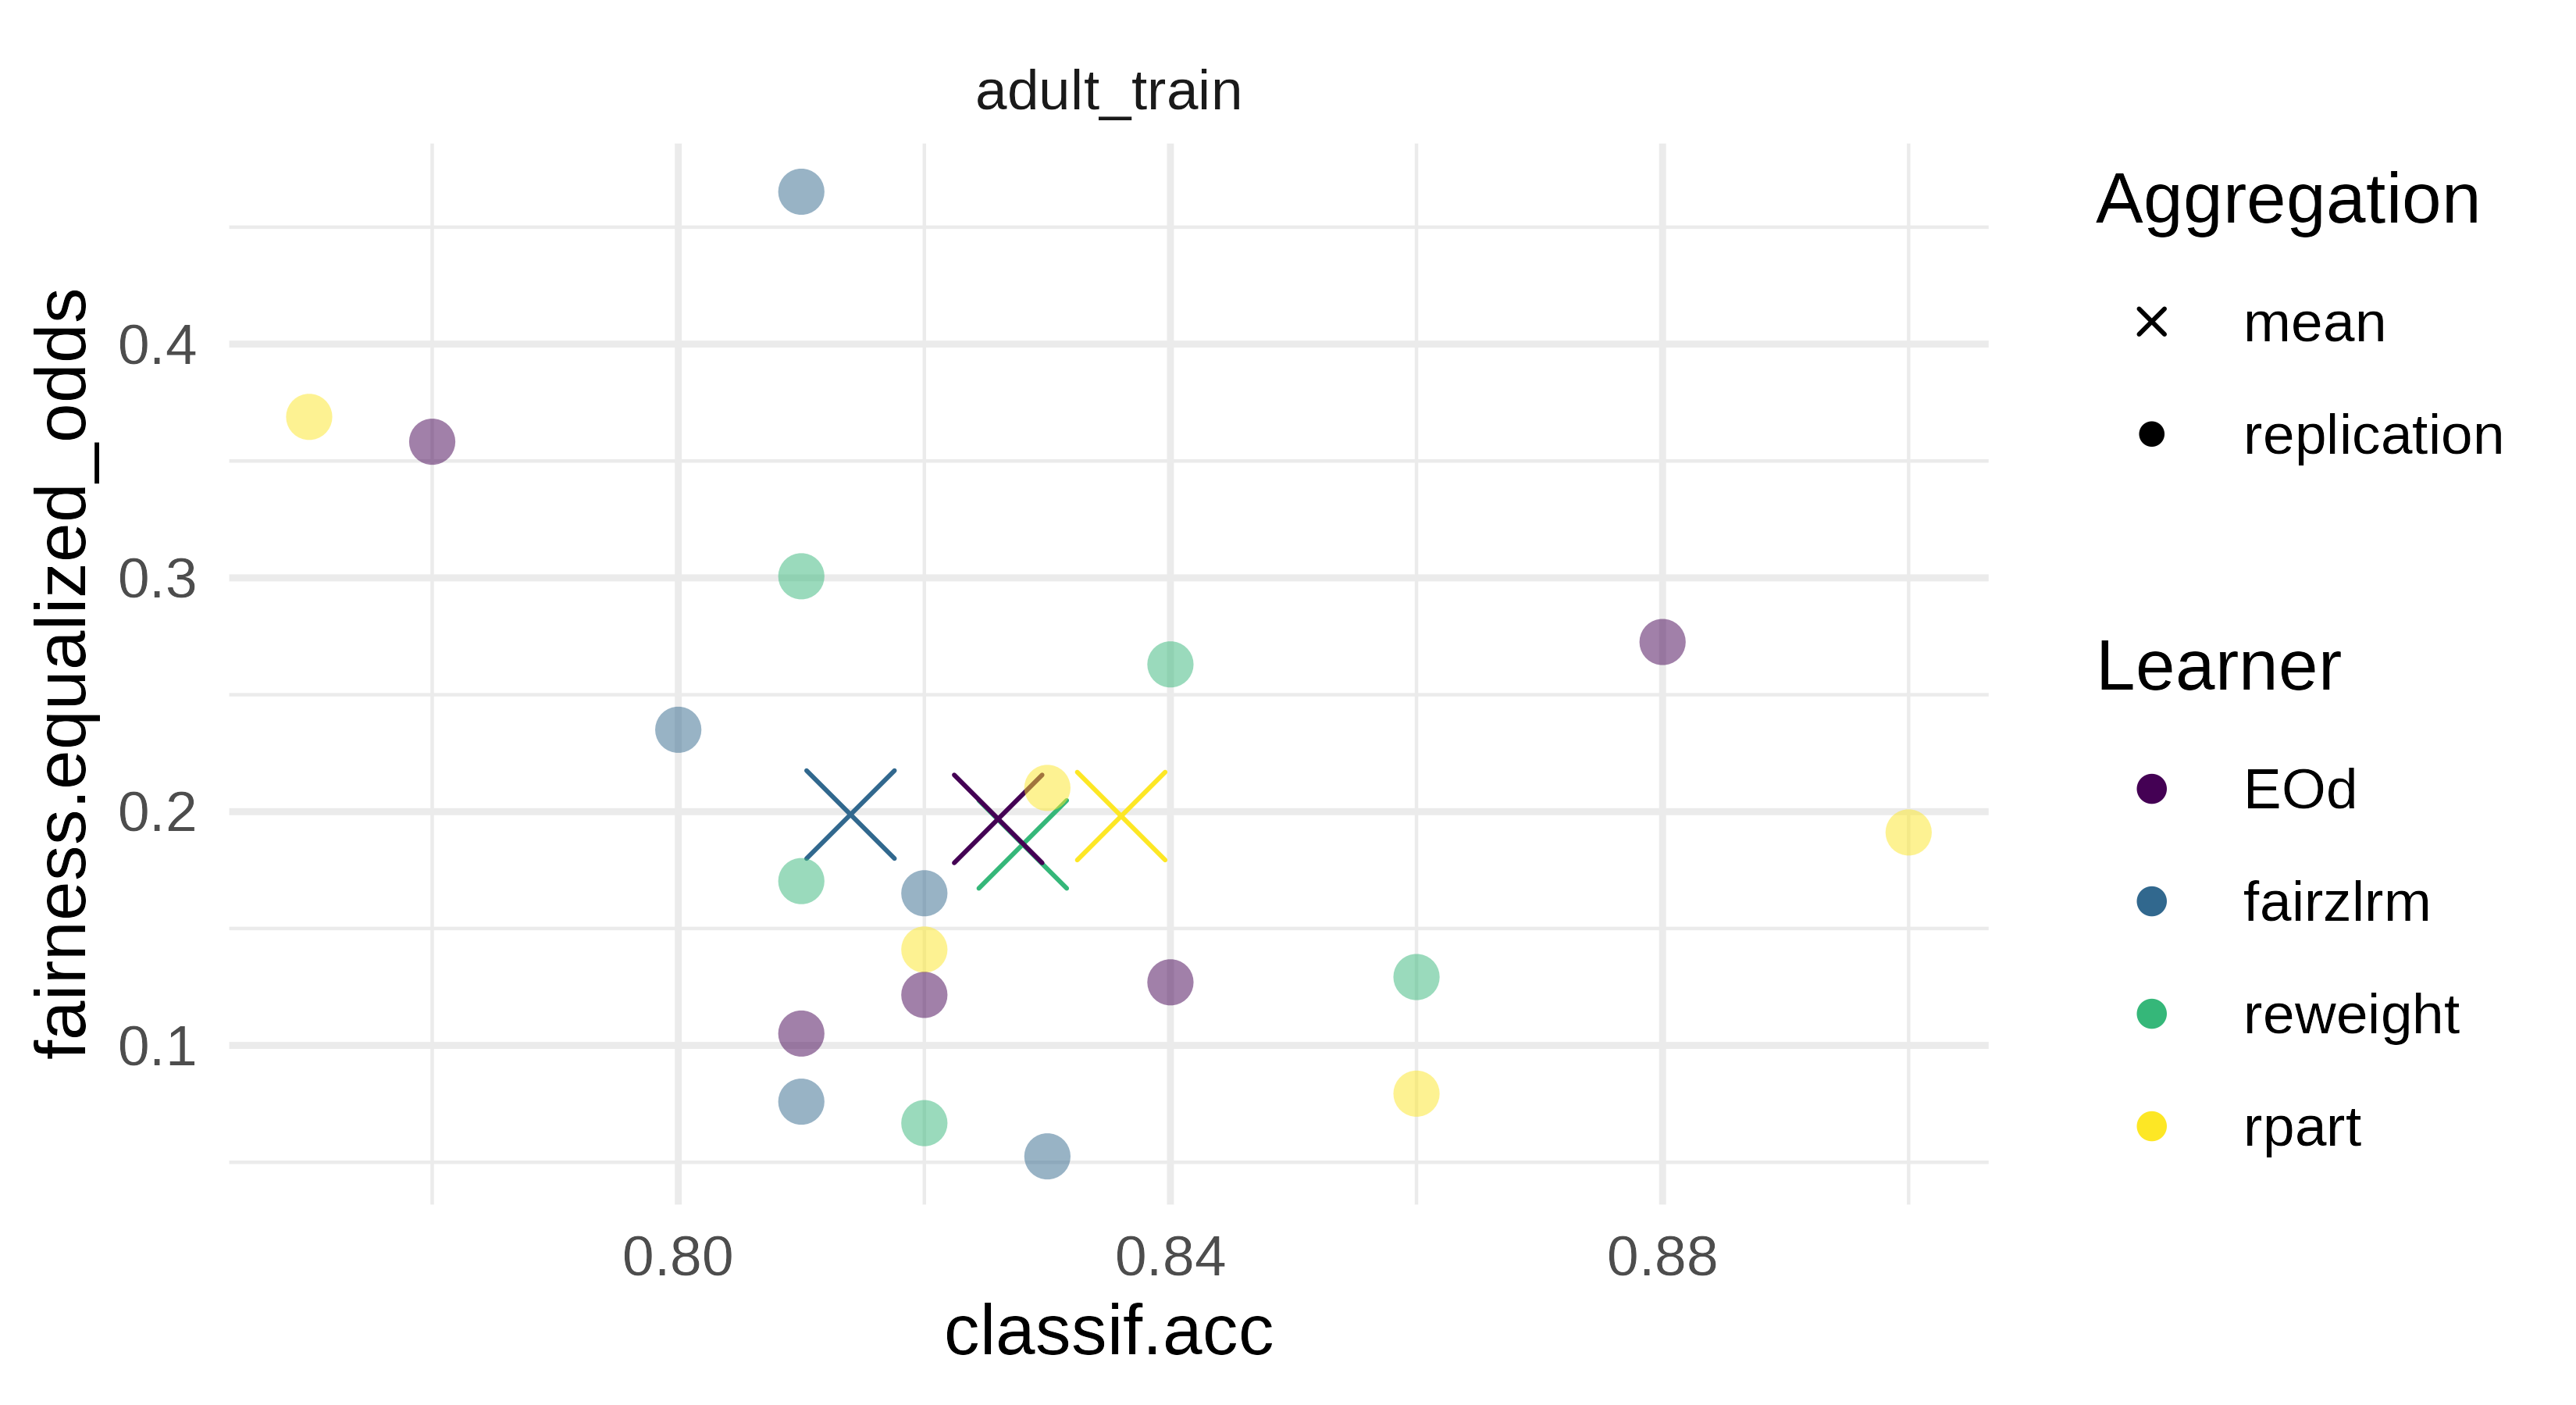 adult_train
fairness.equalized_odds
0.4
0.3
0.2
0.1
0.80 0.84 0.88
classif.acc
Aggregation
mean
replication
Learner
EOd
fairzlrm
reweight
rpart